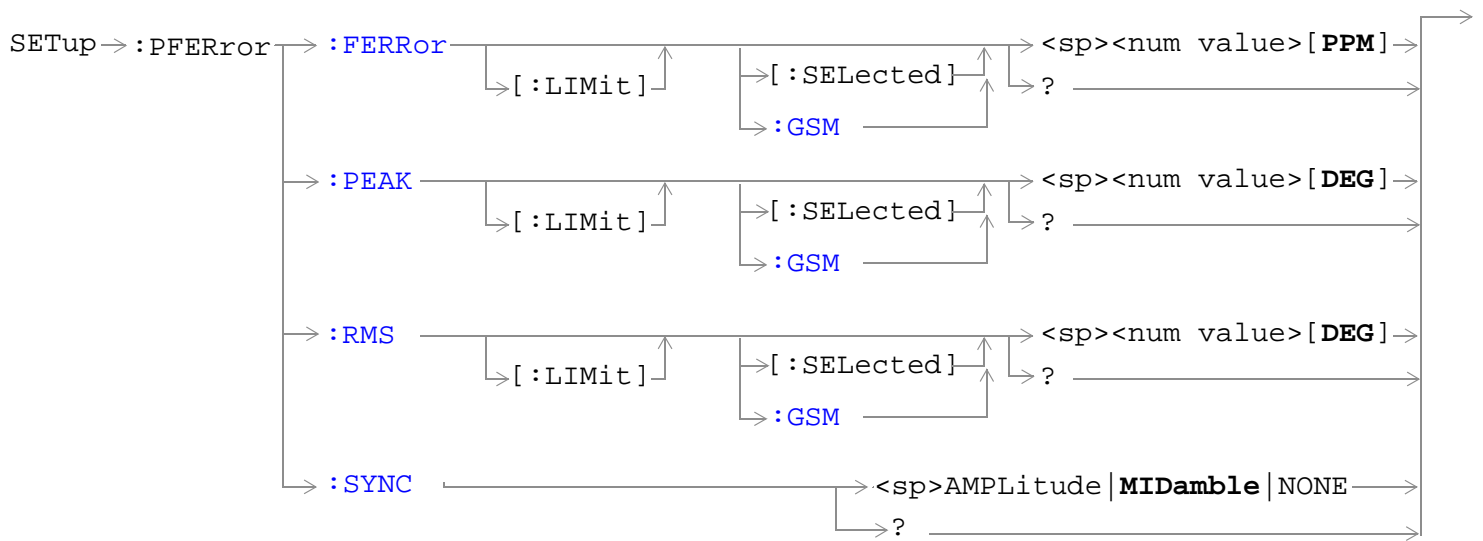 SETup :PFERror :FERRor <sp><num value>[PPM]
[:LIMit] [:SELected] ?
:GSM
:PEAK <sp><num value>[DEG]
[:LIMit] [:SELected] ?
:GSM
:RMS <sp><num value>[DEG]
[:LIMit] [:SELected] ?
:GSM
:SYNC <sp>AMPLitude|MIDamble|NONE
?